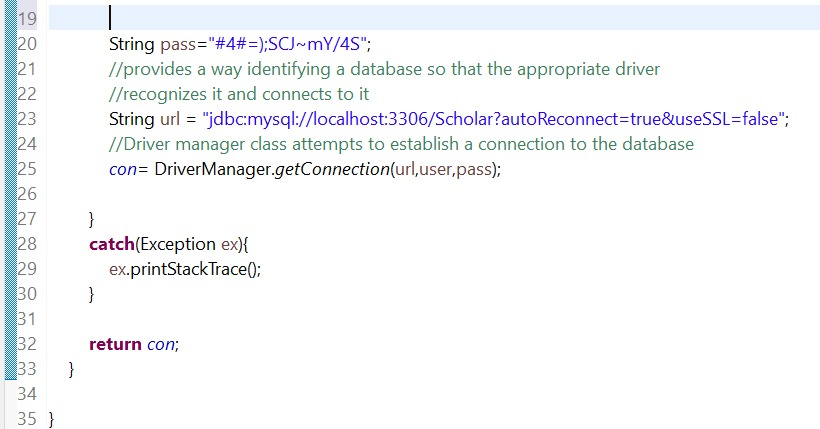 19
20 String pass="#4#=);SCJ~mY/4S";
21 //provides a way identifying a database so that the appropriate driver
22 //recognizes it and connects to it
23 String url = "jdbc:mysql://localhost:3306/Scholar?autoReconnect=true&useSSL=false";
24 //Driver manager class attempts to establish a connection to the database
25 con= DriverManager.getConnection(url,user,pass);
26
27 }
28 catch(Exception ex){
29 ex.printStackTrace();
30 }
31
32 return con;
33 }
34
35 }